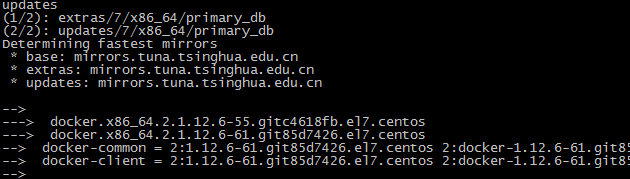 updates
(1/2): extras/7/x86_64/primary_db
(2/2): updates/7/x86_64/primary_db
Determining fastest mirrors
 * base: mirrors.tuna.tsinghua.edu.cn
 * extras: mirrors.tuna.tsinghua.edu.cn
 * updates: mirrors.tuna.tsinghua.edu.cn
-->
---> docker.x86_64.2.1.12.6-55.gitc4618fb.el7.centos
---> docker.x86_64.2.1.12.6-61.git85d7426.el7.centos
--> docker-common = 2:1.12.6-61.git85d7426.el7.centos 2:docker-1.12.6-61.git85
--> docker-client = 2:1.12.6-61.git85d7426.el7.centos 2:docker-1.12.6-61.git85
-->